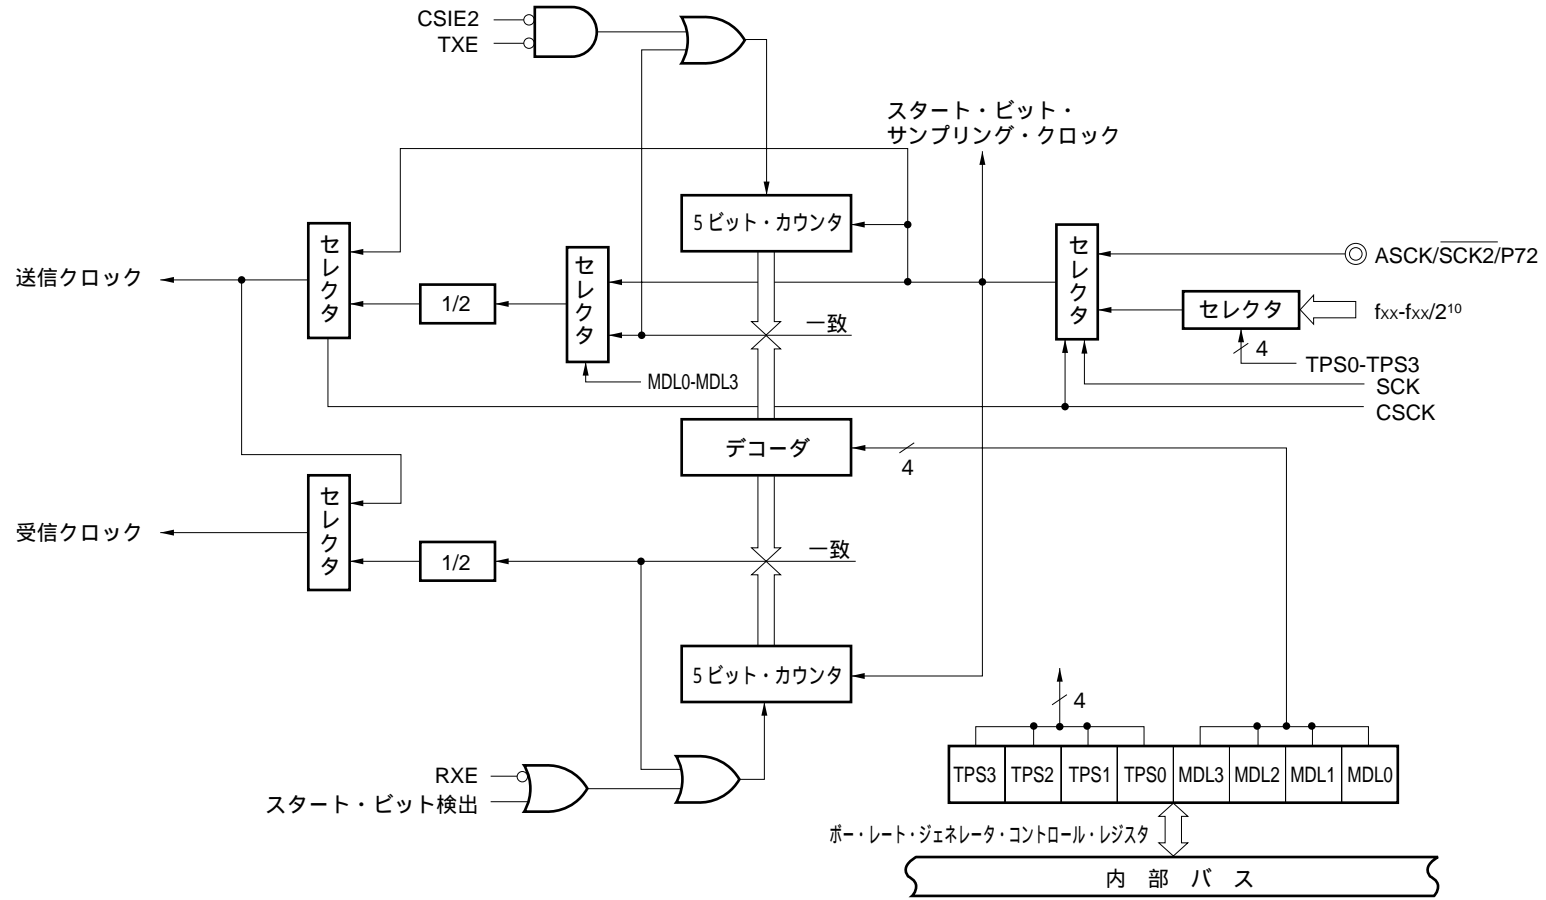 CSIE2
TXE
スタート・ビット・
サンプリング・クロック
5ビット・カウンタ
セレクタ
セレクタ
セレクタ
ASCK/SCK2/P72
送信クロック
1/2
セレクタ
fXX-fXX/2¹⁰
一致
4
TPS0-TPS3
MDL0-MDL3
SCK
CSCK
デコーダ
4
セレクタ
受信クロック
1/2
一致
5ビット・カウンタ
4
RXE
スタート・ビット検出
TPS3 TPS2 TPS1 TPS0 MDL3 MDL2 MDL1 MDL0
ボー・レート・ジェネレータ・コントロール・レジスタ
内部バス